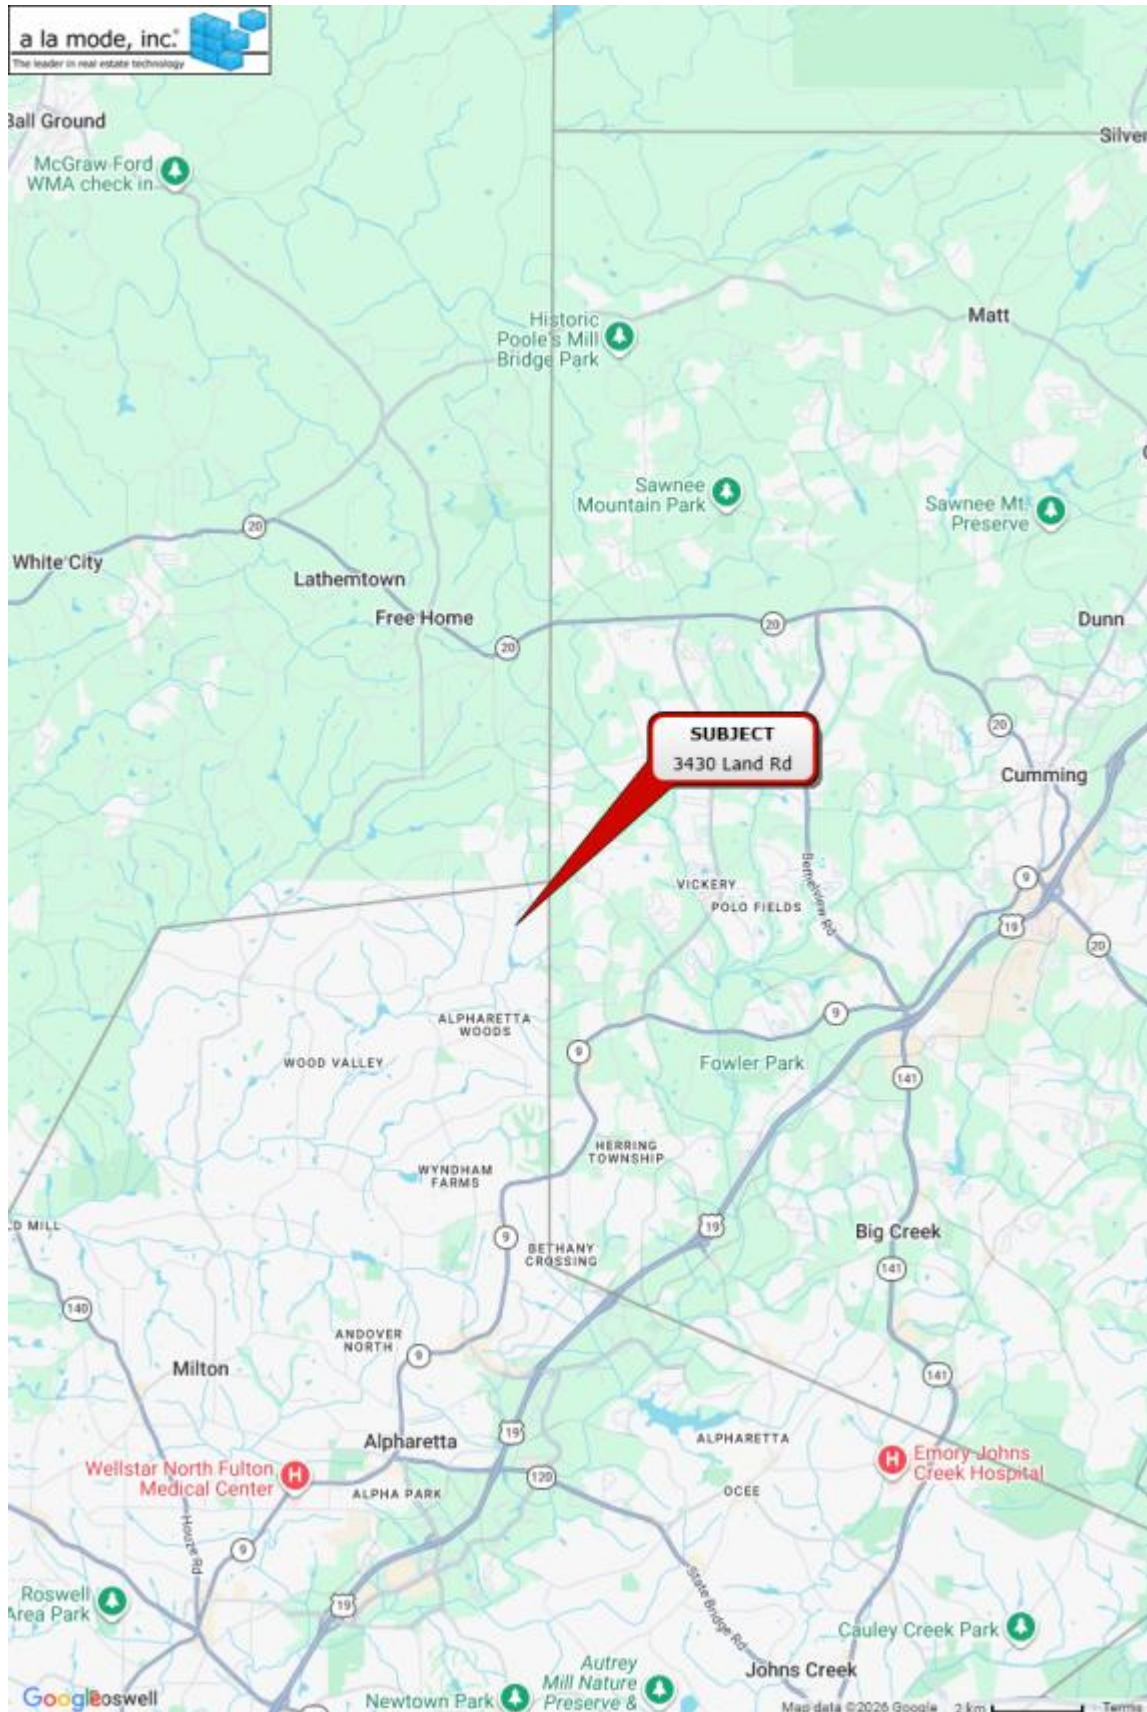 a la mode, inc.®
The leader in real estate technology
Ball Ground
McGraw Ford
WMA check in
Silver
Matt
Historic
Poole's Mill
Bridge Park
Sawnee
Mountain Park
Sawnee Mt.
Preserve
20
White City
Lathemtown
Free Home
20
20
Dunn
SUBJECT
3430 Land Rd
20
Cumming
9
VICKERY
POLO FIELDS
19
20
ALPHARETTA
WOODS
9
9
WOOD VALLEY
Fowler Park
141
HERRING
TOWNSHIP
WYNDHAM
FARMS
19
D MILL
9
BETHANY
CROSSING
Big Creek
141
140
ANDOVER
NORTH
9
Milton
141
19
Alpharetta
ALPHARETTA
Wellstar North Fulton
Medical Center
H
120
H
Emory Johns
Creek Hospital
ALPHA PARK
OCEE
Houze Rd
9
State Bridge Rd
Roswell
Area Park
19
Cauley Creek Park
Autrey
Mill Nature
Preserve &
Johns Creek
Google
oswell
Newtown Park
Map data ©2026 Google
2 km
Terms